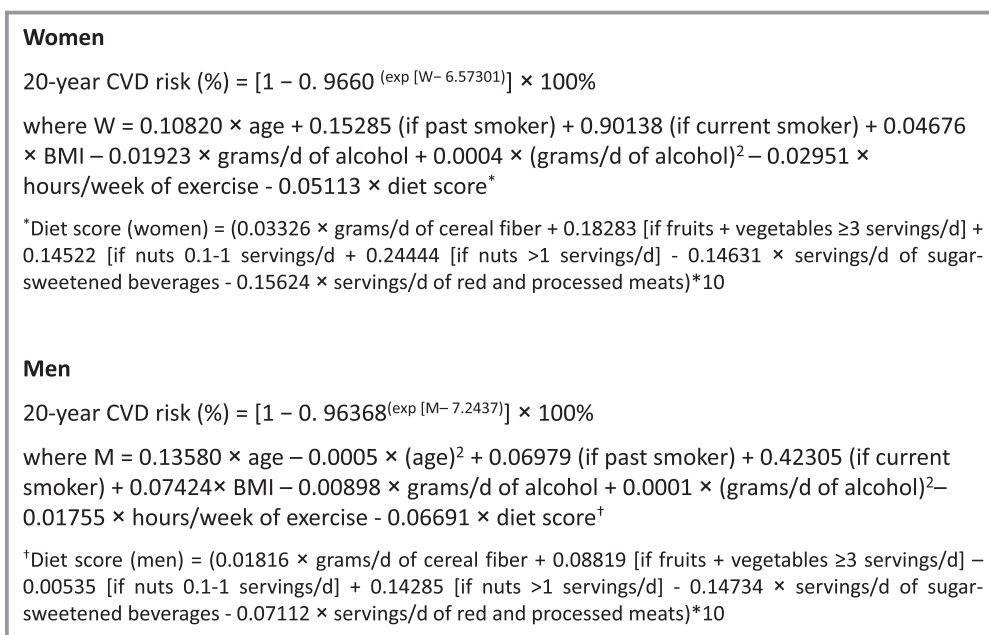 Women
20-year CVD risk (%) = [1 − 0. 9660 (exp [W− 6.57301)] × 100%
where W = 0.10820 × age + 0.15285 (if past smoker) + 0.90138 (if current smoker) + 0.04676
× BMI – 0.01923 × grams/d of alcohol + 0.0004 × (grams/d of alcohol)² – 0.02951 ×
hours/week of exercise - 0.05113 × diet score*
*Diet score (women) = (0.03326 × grams/d of cereal fiber + 0.18283 [if fruits + vegetables ≥3 servings/d] +
0.14522 [if nuts 0.1-1 servings/d + 0.24444 [if nuts >1 servings/d] - 0.14631 × servings/d of sugar-
sweetened beverages - 0.15624 × servings/d of red and processed meats)*10
Men
20-year CVD risk (%) = [1 − 0. 96368(exp [M– 7.2437)] × 100%
where M = 0.13580 × age – 0.0005 × (age)² + 0.06979 (if past smoker) + 0.42305 (if current
smoker) + 0.07424× BMI – 0.00898 × grams/d of alcohol + 0.0001 × (grams/d of alcohol)²–
0.01755 × hours/week of exercise - 0.06691 × diet score†
†Diet score (men) = (0.01816 × grams/d of cereal fiber + 0.08819 [if fruits + vegetables ≥3 servings/d] –
0.00535 [if nuts 0.1-1 servings/d] + 0.14285 [if nuts >1 servings/d] - 0.14734 × servings/d of sugar-
sweetened beverages - 0.07112 × servings/d of red and processed meats)*10